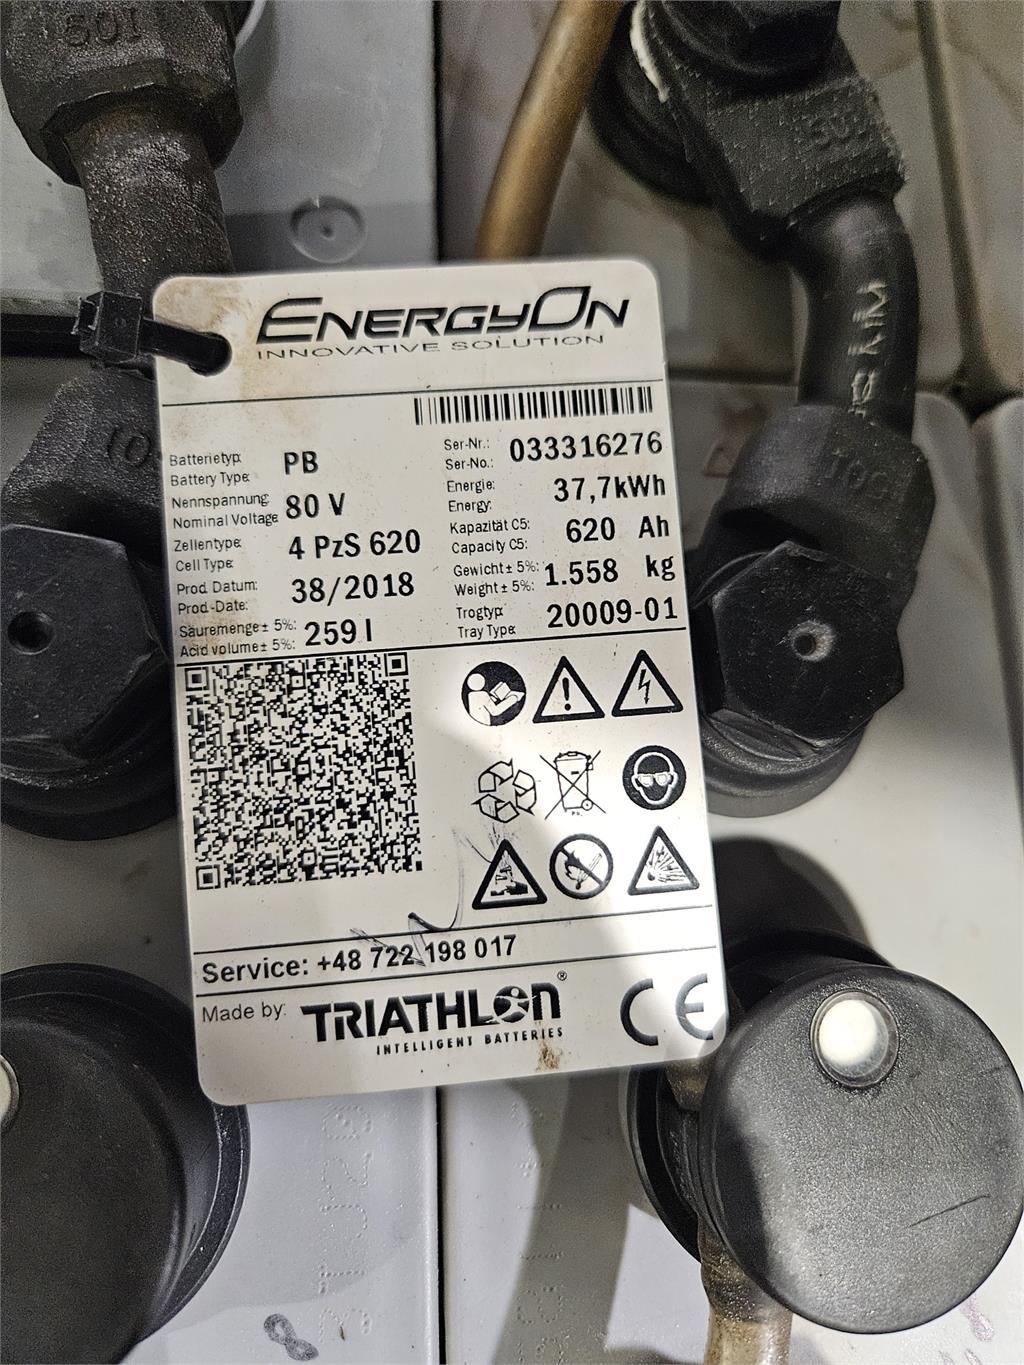 ENERGYON
INNOVATIVE SOLUTION
Batterietyp:
Battery Type: PB
Ser-Nr.:
Ser-No.: 033316276
Nennspannung:
Nominal Voltage: 80 V
Energie:
Energy: 37,7kWh
Zellentype:
Cell Type: 4 PzS 620
Kapazität C5:
Capacity C5: 620 Ah
Prod. Datum:
Prod.-Date: 38/2018
Gewicht ± 5%:
Weight ± 5%: 1.558 kg
Säuremenge ± 5%:
Acid volume ± 5%: 259 l
Trogtyp:
Tray Type: 20009-01
Service: +48 722 198 017
Made by: TRIATHLON®
INTELLIGENT BATTERIES
CE